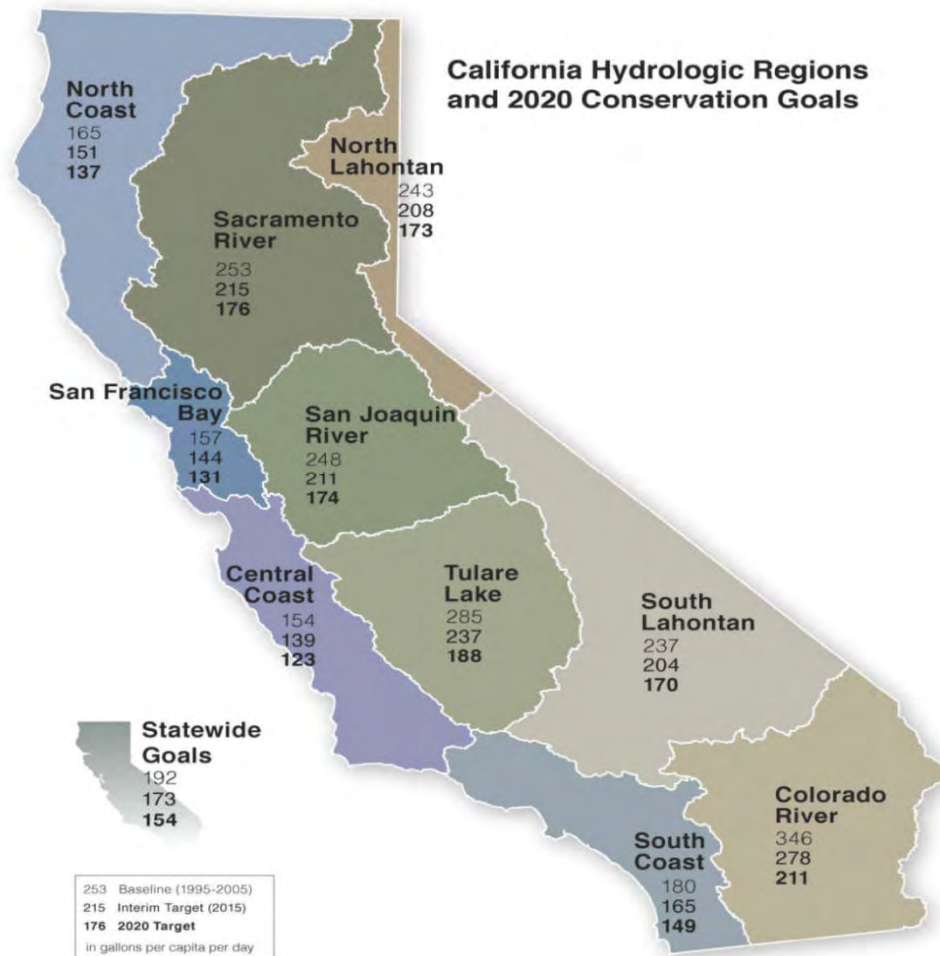 California Hydrologic Regions
and 2020 Conservation Goals
North
Coast
165
151
137
North
Lahontan
243
208
173
Sacramento
River
253
215
176
San Francisco
Bay
157
144
131
San Joaquin
River
248
211
174
Central
Coast
154
139
123
Tulare
Lake
285
237
188
South
Lahontan
237
204
170
Statewide
Goals
192
173
154
Colorado
River
346
278
211
South
Coast
180
165
149
253 Baseline (1995-2005)
215 Interim Target (2015)
176 2020 Target
in gallons per capita per day